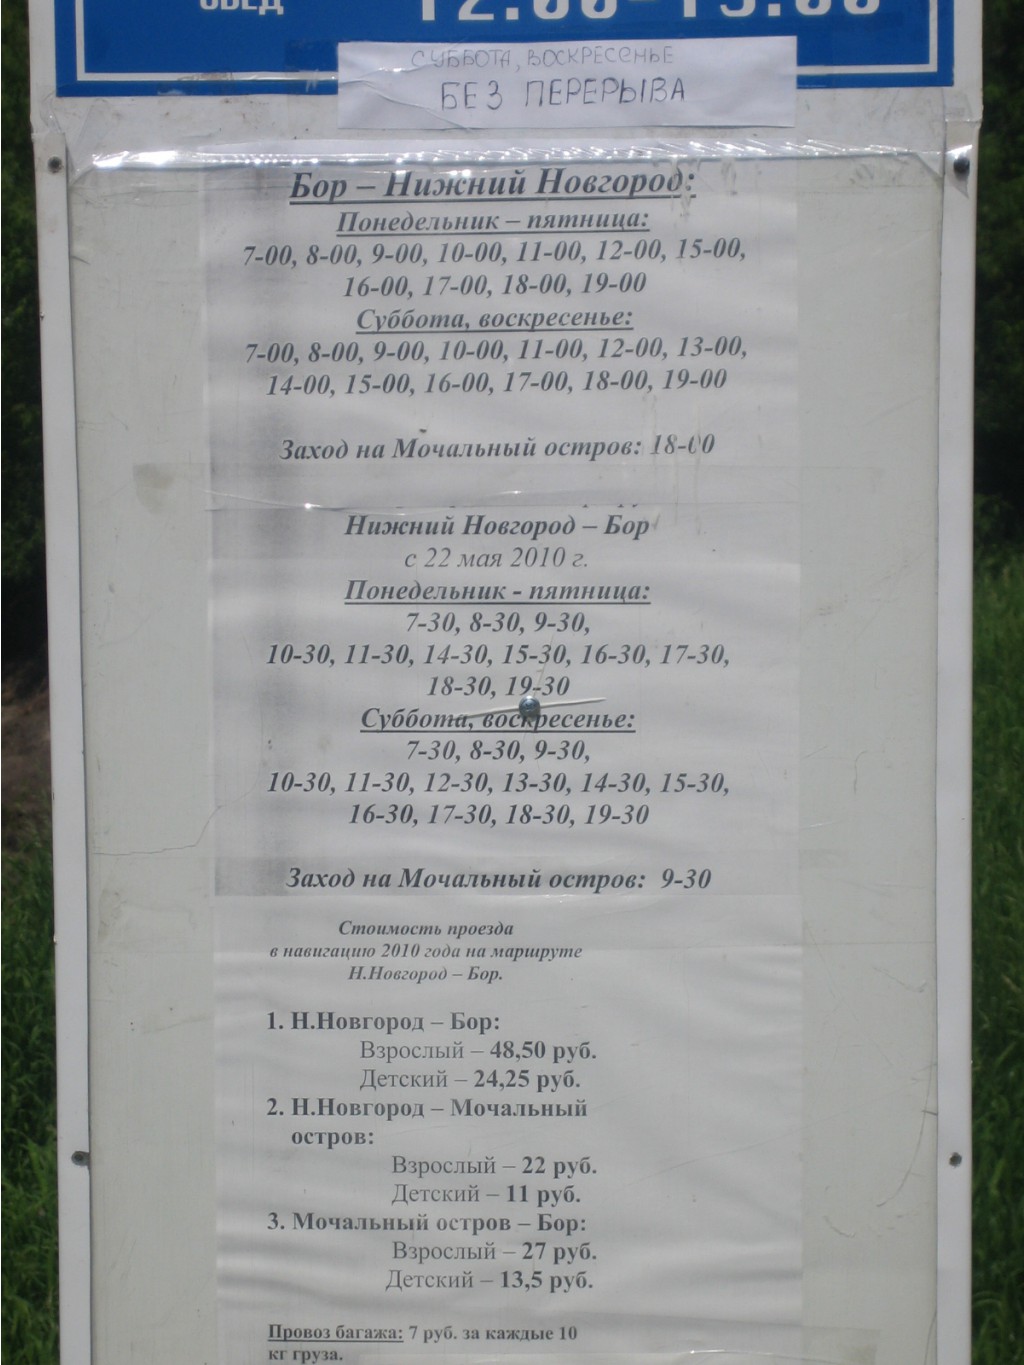 ОБЕД 12.00-15.00
СУББОТА, ВОСКРЕСЕНЬЕ
БЕЗ ПЕРЕРЫВА
Бор – Нижний Новгород:
Понедельник – пятница:
7-00, 8-00, 9-00, 10-00, 11-00, 12-00, 15-00,
16-00, 17-00, 18-00, 19-00
Суббота, воскресенье:
7-00, 8-00, 9-00, 10-00, 11-00, 12-00, 13-00,
14-00, 15-00, 16-00, 17-00, 18-00, 19-00
Заход на Мочальный остров: 18-00
Нижний Новгород – Бор
с 22 мая 2010 г.
Понедельник - пятница:
7-30, 8-30, 9-30,
10-30, 11-30, 14-30, 15-30, 16-30, 17-30,
18-30, 19-30
Суббота, воскресенье:
7-30, 8-30, 9-30,
10-30, 11-30, 12-30, 13-30, 14-30, 15-30,
16-30, 17-30, 18-30, 19-30
Заход на Мочальный остров: 9-30
Стоимость проезда
в навигацию 2010 года на маршруте
Н.Новгород – Бор.
1. Н.Новгород – Бор:
Взрослый – 48,50 руб.
Детский – 24,25 руб.
2. Н.Новгород – Мочальный
остров:
Взрослый – 22 руб.
Детский – 11 руб.
3. Мочальный остров – Бор:
Взрослый – 27 руб.
Детский – 13,5 руб.
Провоз багажа: 7 руб. за каждые 10
кг груза.